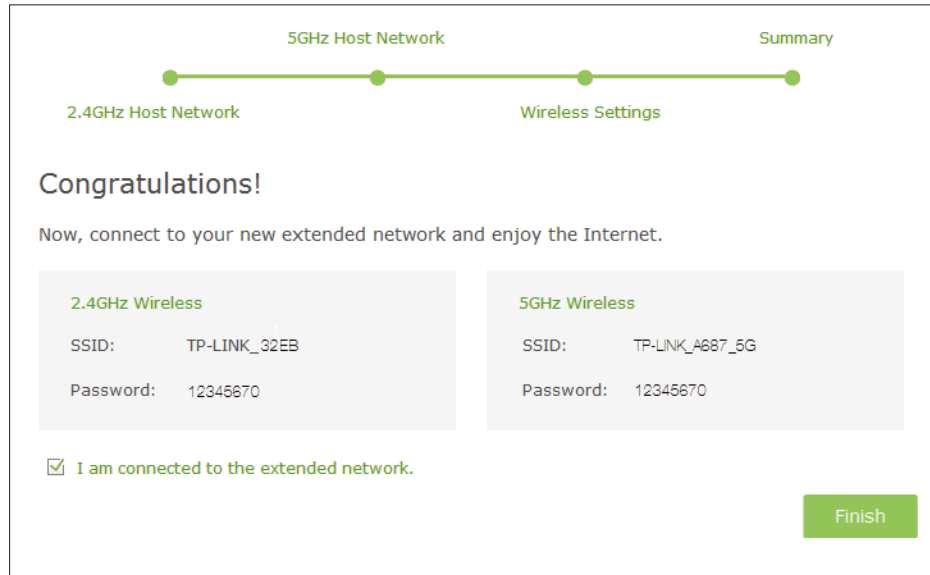 5GHz Host Network Summary
2.4GHz Host Network Wireless Settings
Congratulations!
Now, connect to your new extended network and enjoy the Internet.
2.4GHz Wireless
SSID: TP-LINK_32EB
Password: 12345670
5GHz Wireless
SSID: TP-LINK_A687_5G
Password: 12345670
I am connected to the extended network.
Finish